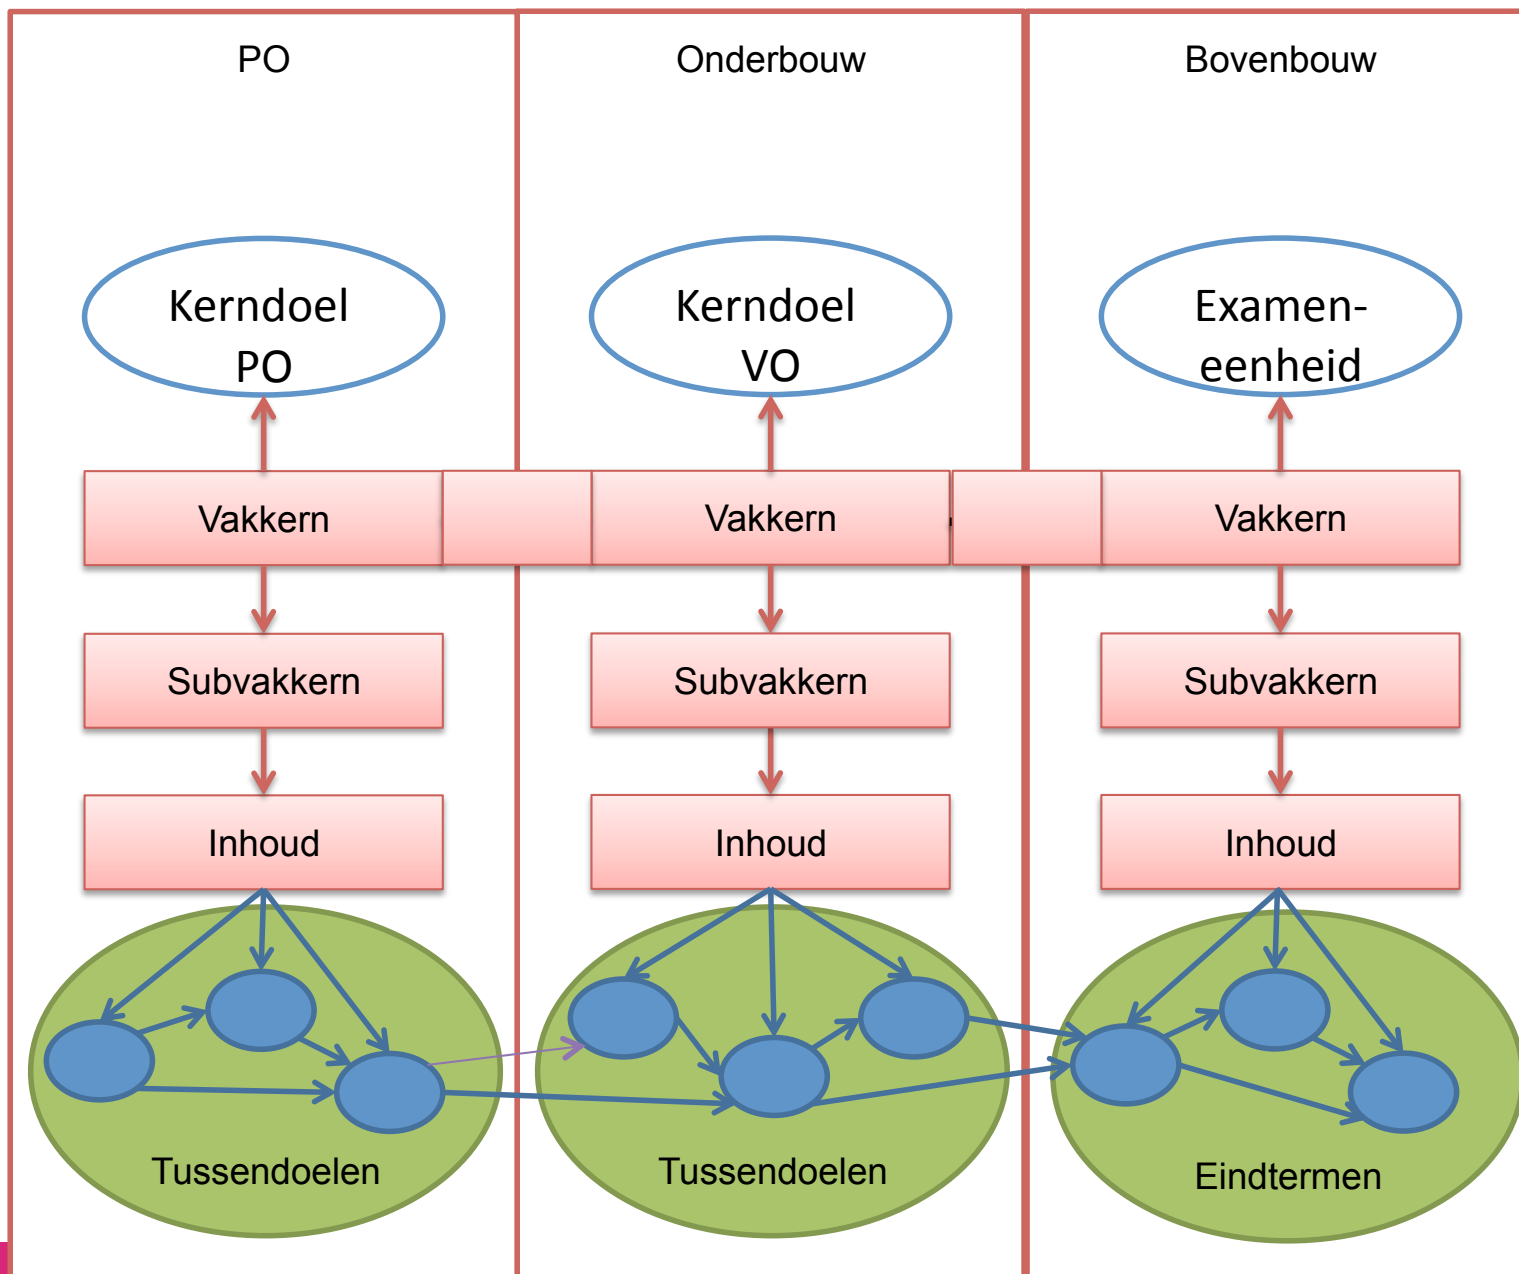 PO
Onderbouw
Bovenbouw
Kerndoel
PO
Kerndoel
VO
Examen-
eenheid
Vakkern
Vakkern
Vakkern
Subvakkern
Subvakkern
Subvakkern
Inhoud
Inhoud
Inhoud
Tussendoelen
Tussendoelen
Eindtermen